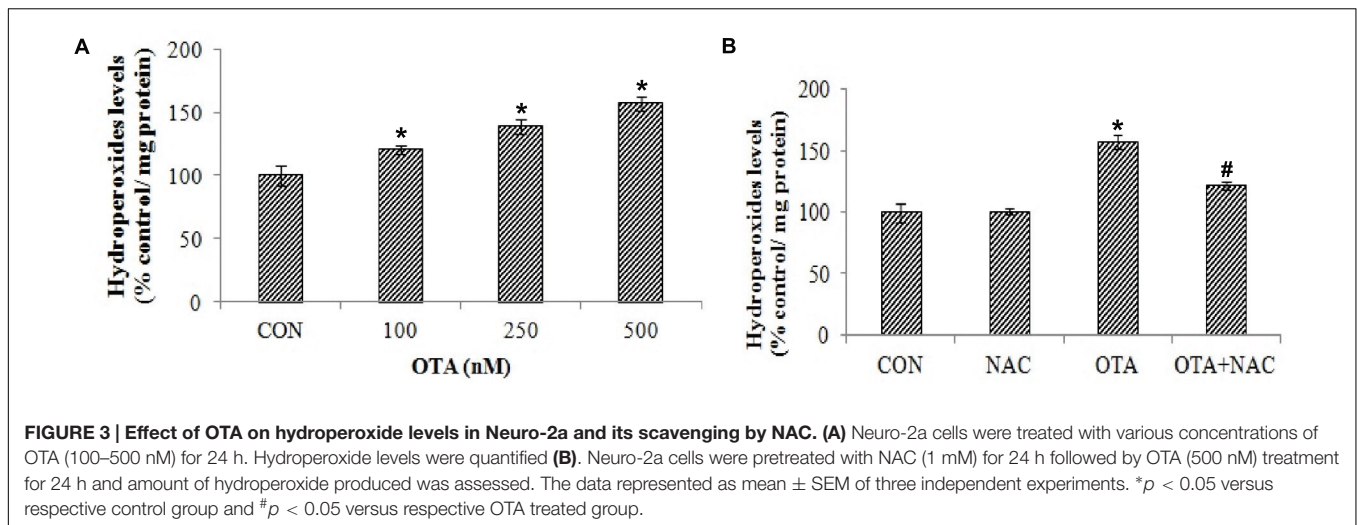 A
Hydroperoxides levels
(% control/ mg protein)
200
150
100
50
0
*
*
*
CON 100 250 500
OTA (nM)
B
Hydroperoxides levels
(% control/ mg protein)
200
150
100
50
0
*
#
CON NAC OTA OTA+NAC
FIGURE 3 | Effect of OTA on hydroperoxide levels in Neuro-2a and its scavenging by NAC. (A) Neuro-2a cells were treated with various concentrations of
OTA (100–500 nM) for 24 h. Hydroperoxide levels were quantified (B). Neuro-2a cells were pretreated with NAC (1 mM) for 24 h followed by OTA (500 nM) treatment
for 24 h and amount of hydroperoxide produced was assessed. The data represented as mean ± SEM of three independent experiments. *p < 0.05 versus
respective control group and #p < 0.05 versus respective OTA treated group.